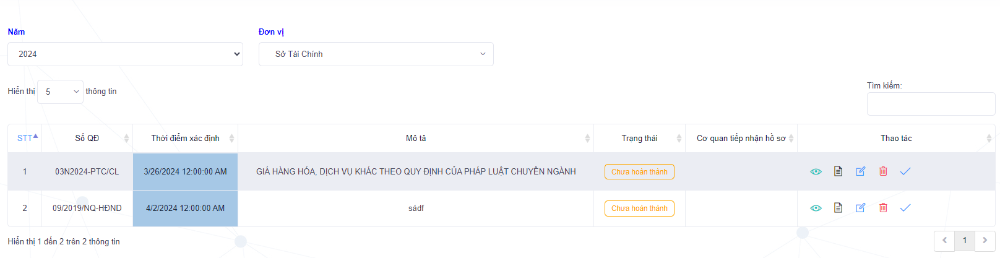 Năm
Đơn vị
2024
Sở Tài Chính
Hiển thị 5 thông tin
Tìm kiếm:
STT Số QĐ Thời điểm xác định Mô tả Trạng thái Cơ quan tiếp nhận hồ sơ Thao tác
1 03N2024-PTC/CL 3/26/2024 12:00:00 AM GIÁ HÀNG HÓA, DỊCH VỤ KHÁC THEO QUY ĐỊNH CỦA PHÁP LUẬT CHUYÊN NGÀNH Chưa hoàn thành
2 09/2019/NQ-HĐND 4/2/2024 12:00:00 AM sádf Chưa hoàn thành
Hiển thị 1 đến 2 trên 2 thông tin
1